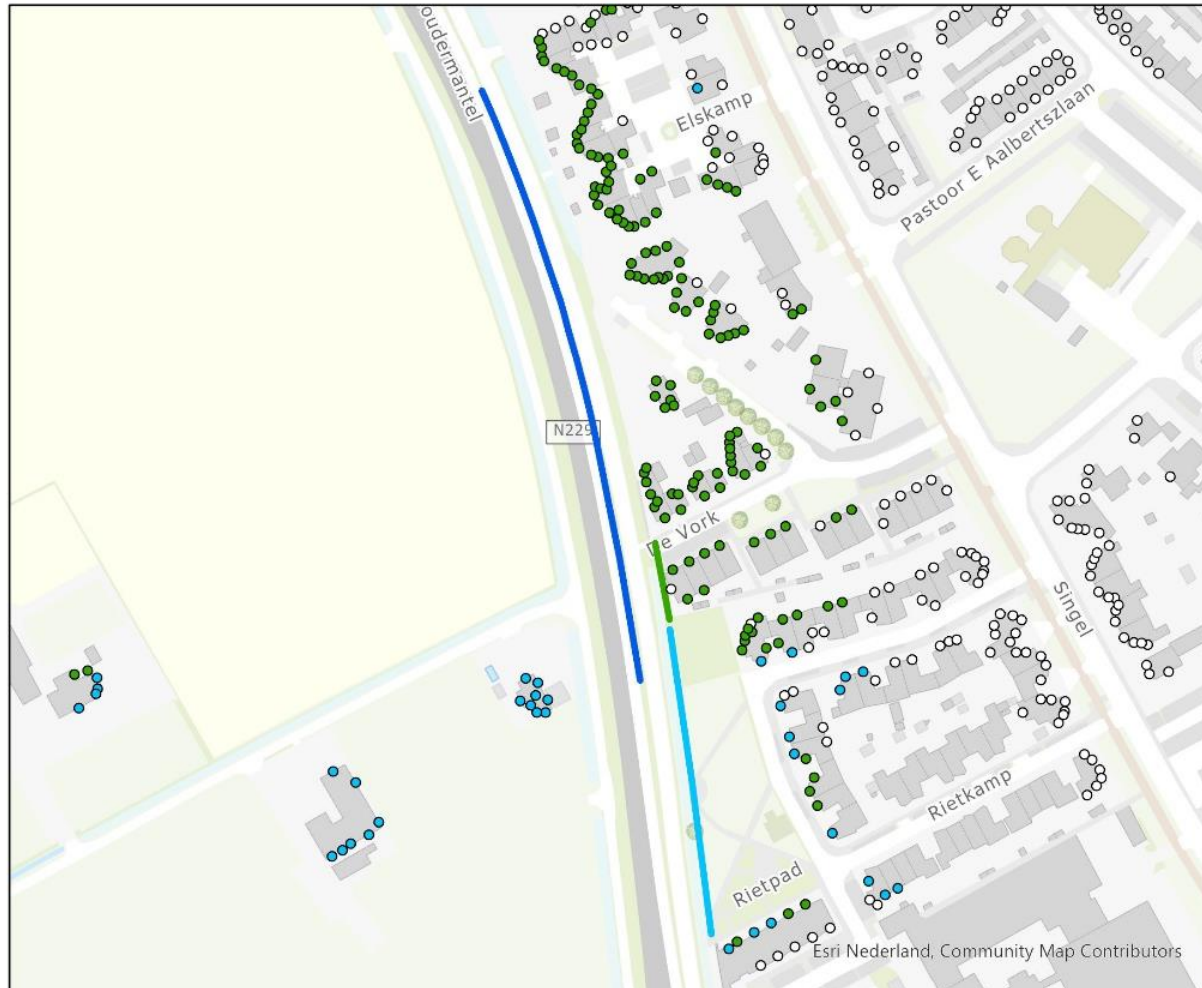 oudermantel
Elskamp
Pastoor E Aalbertszlaan
N229
De Vork
Singel
Rietkamp
Rietpad
Esri Nederland, Community Map Contributors